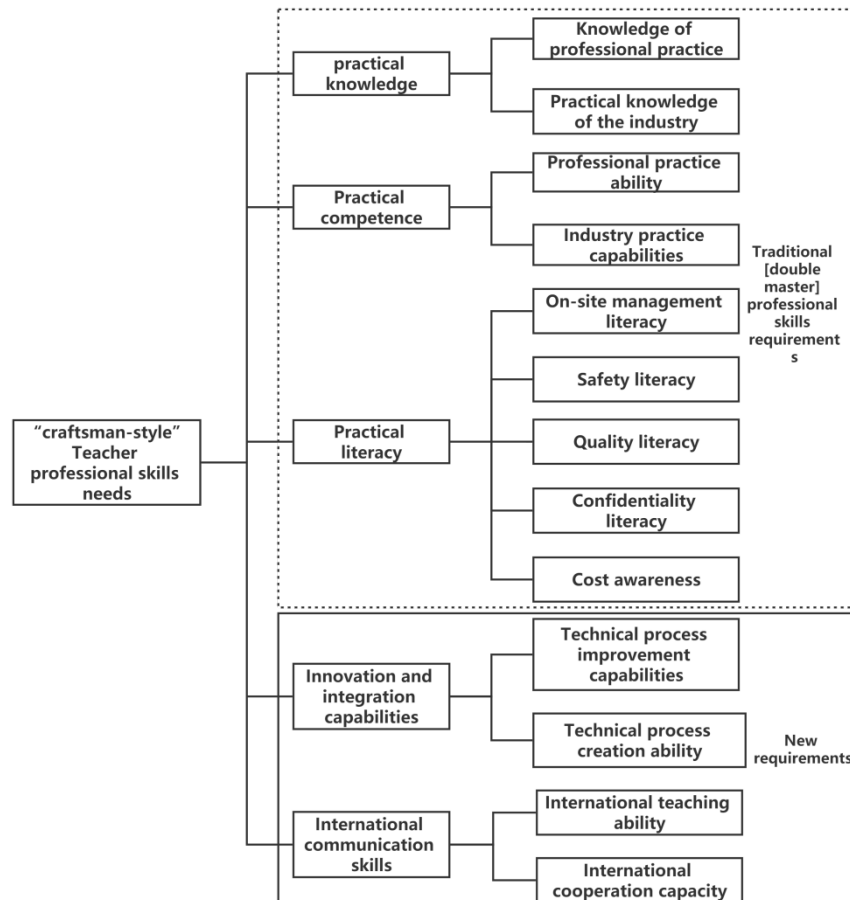 Knowledge of
professional practice
practical
knowledge
Practical knowledge
of the industry
Professional practice
ability
Practical
competence
Industry practice
capabilities
Traditional
[double
master]
professional
skills
requirement
s
On-site management
literacy
Safety literacy
“craftsman-style”
Teacher
professional skills
needs
Practical
literacy
Quality literacy
Confidentiality
literacy
Cost awareness
Technical process
improvement
capabilities
Innovation and
integration
capabilities
Technical process
creation ability
New
requirements
International teaching
ability
International
communication
skills
International
cooperation capacity